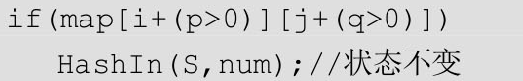 if(map[i+(p>0)][j+(q>0)])
HashIn(S,num);//状态不变